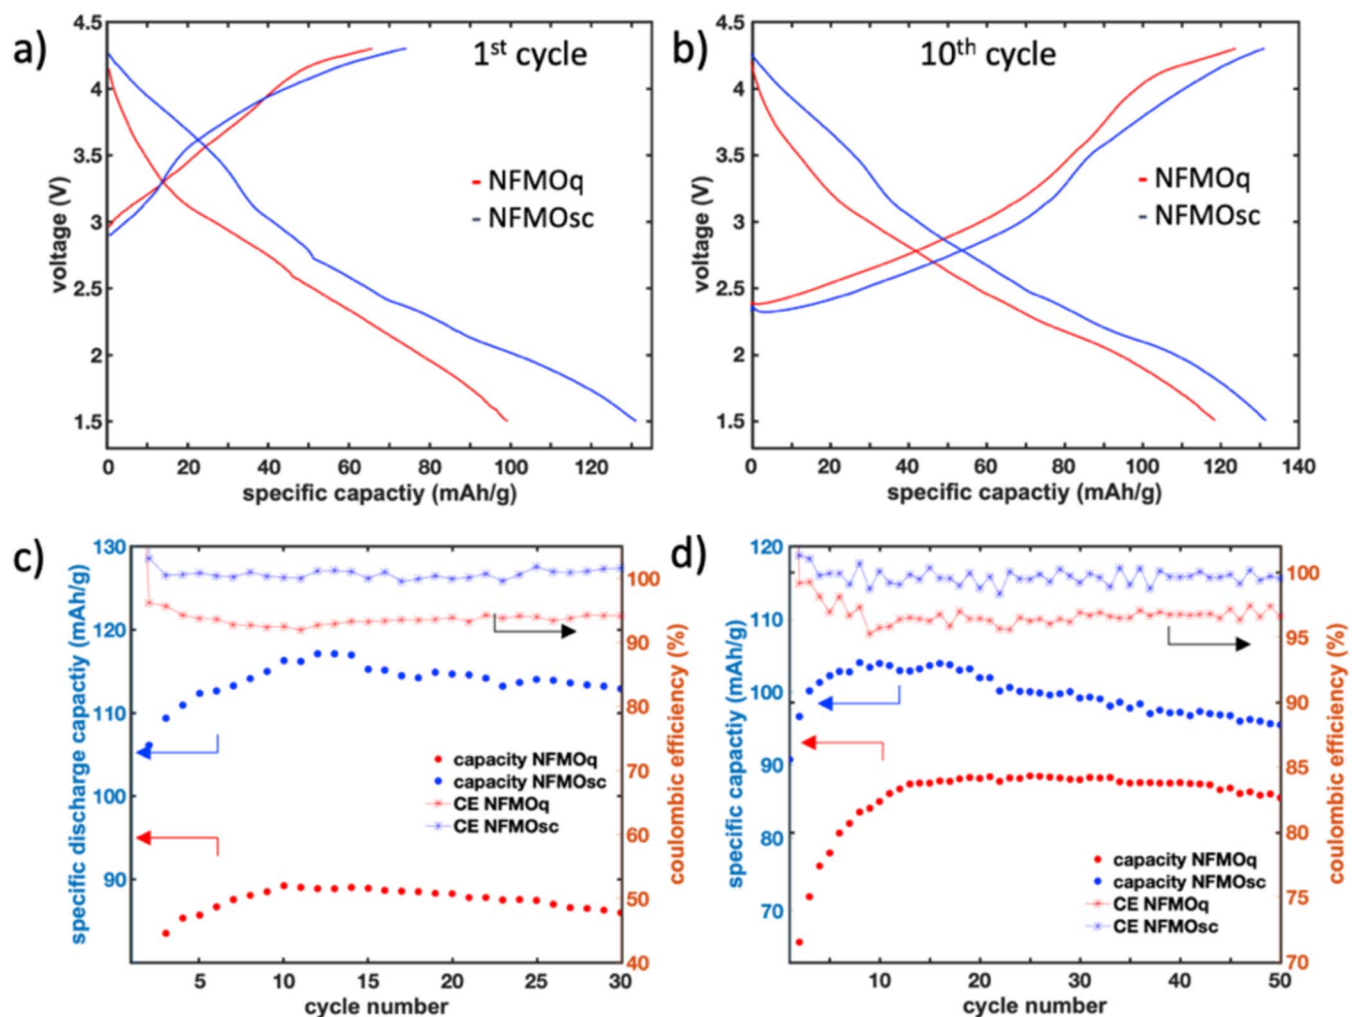 a)
1st cycle
4.5
4
3.5
3
2.5
2
1.5
voltage (V)
NFMOq
NFMOsc
0 20 40 60 80 100 120
specific capactiy (mAh/g)
b)
10th cycle
4.5
4
3.5
3
2.5
2
1.5
voltage (V)
NFMOq
NFMOsc
0 20 40 60 80 100 120 140
specific capactiy (mAh/g)
c)
130
120
110
100
90
specific discharge capactiy (mAh/g)
capacity NFMOq
capacity NFMOsc
CE NFMOq
CE NFMOsc
100
90
80
70
60
50
40
coulombic efficiency (%)
5 10 15 20 25 30
cycle number
d)
120
110
100
90
80
70
specific capactiy (mAh/g)
capacity NFMOq
capacity NFMOsc
CE NFMOq
CE NFMOsc
100
95
90
85
80
75
70
coulombic efficiency (%)
10 20 30 40 50
cycle number